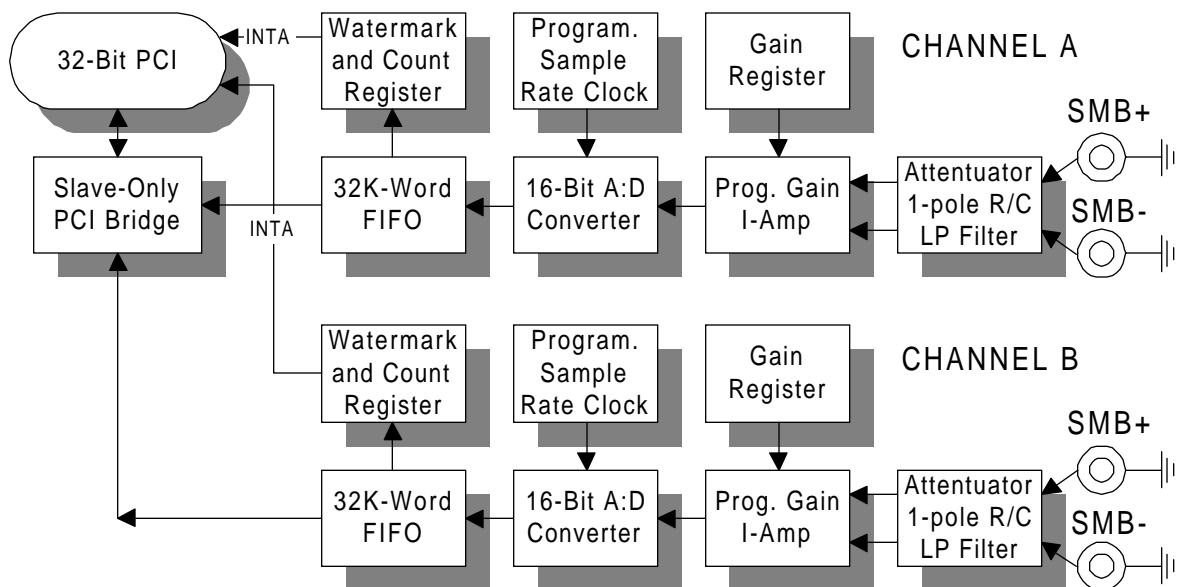 32-Bit PCI
INTA
Watermark
and Count
Register
Program.
Sample
Rate Clock
Gain
Register
CHANNEL A
SMB+
Slave-Only
PCI Bridge
INTA
32K-Word
FIFO
16-Bit A:D
Converter
Prog. Gain
I-Amp
Attentuator
1-pole R/C
LP Filter
SMB-
Watermark
and Count
Register
Program.
Sample
Rate Clock
Gain
Register
CHANNEL B
SMB+
32K-Word
FIFO
16-Bit A:D
Converter
Prog. Gain
I-Amp
Attentuator
1-pole R/C
LP Filter
SMB-